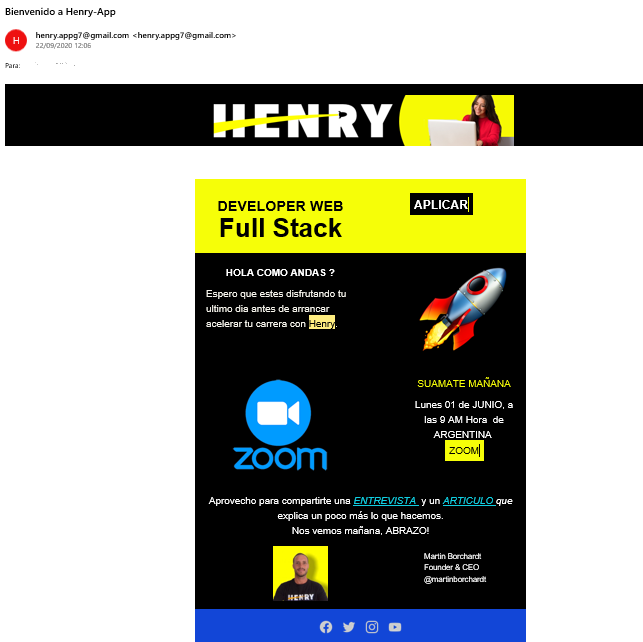 Bienvenido a Henry-App
H
henry.appg7@gmail.com <henry.appg7@gmail.com>
22/09/2020 12:06
Para:
HENRY
DEVELOPER WEB
Full Stack
APLICAR
HOLA COMO ANDAS ?
Espero que estes disfrutando tu
ultimo dia antes de arrancar
acelerar tu carrera con Henry.
zoom
SUAMATE MAÑANA
Lunes 01 de JUNIO, a
las 9 AM Hora de
ARGENTINA
ZOOM
Aprovecho para compartirte una ENTREVISTA y un ARTICULO que
explica un poco más lo que hacemos.
Nos vemos mañana, ABRAZO!
HENRY
Martin Borchardt
Founder & CEO
@martinborchardt